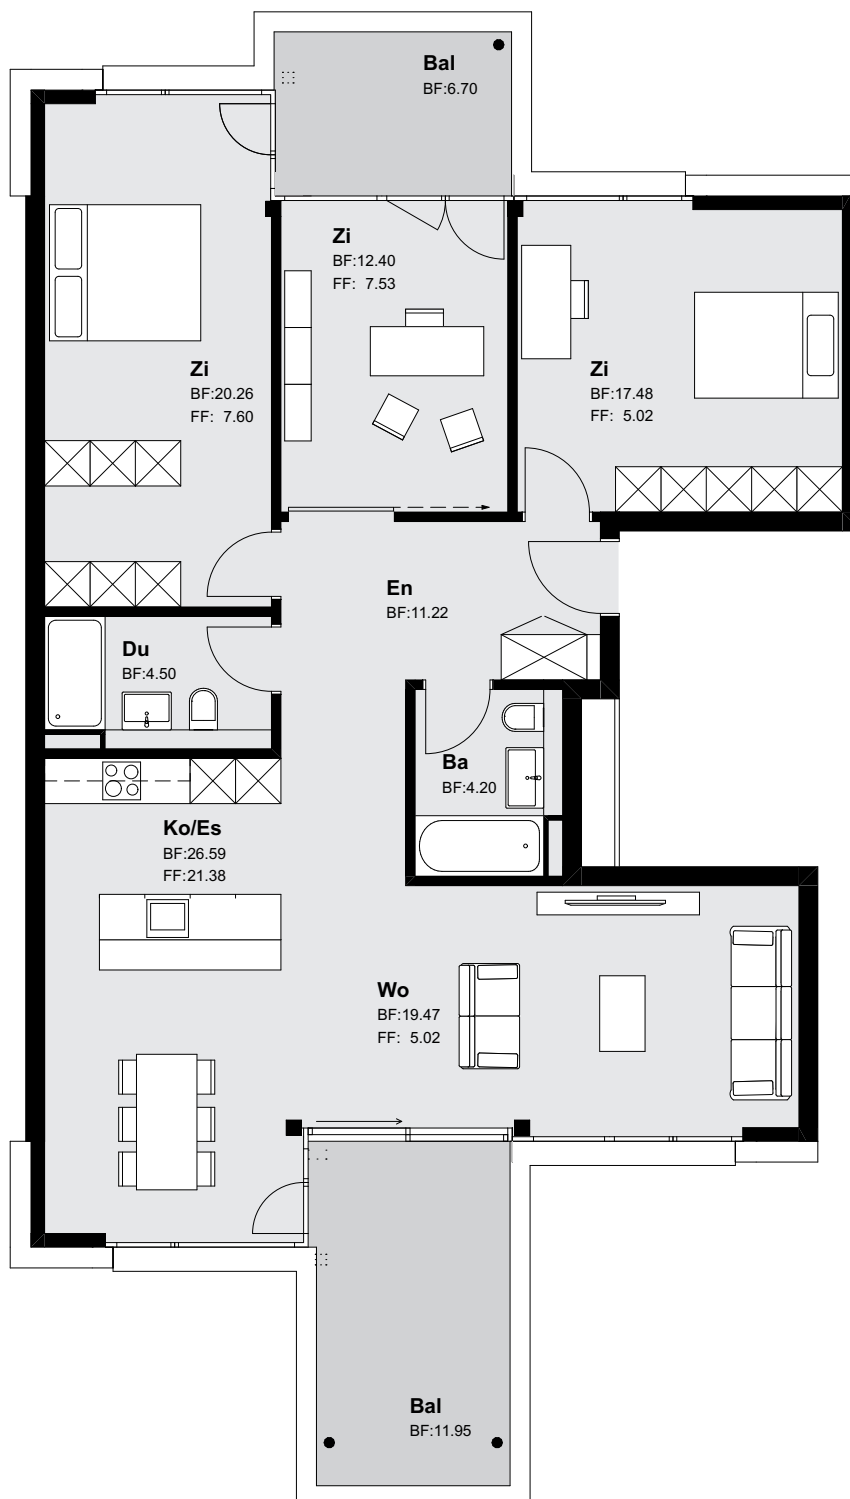 Bal
BF:6.70
Zi
BF:12.40
FF: 7.53
Zi
BF:20.26
FF: 7.60
Zi
BF:17.48
FF: 5.02
En
BF:11.22
Du
BF:4.50
Ba
BF:4.20
Ko/Es
BF:26.59
FF:21.38
Wo
BF:19.47
FF: 5.02
Bal
BF:11.95